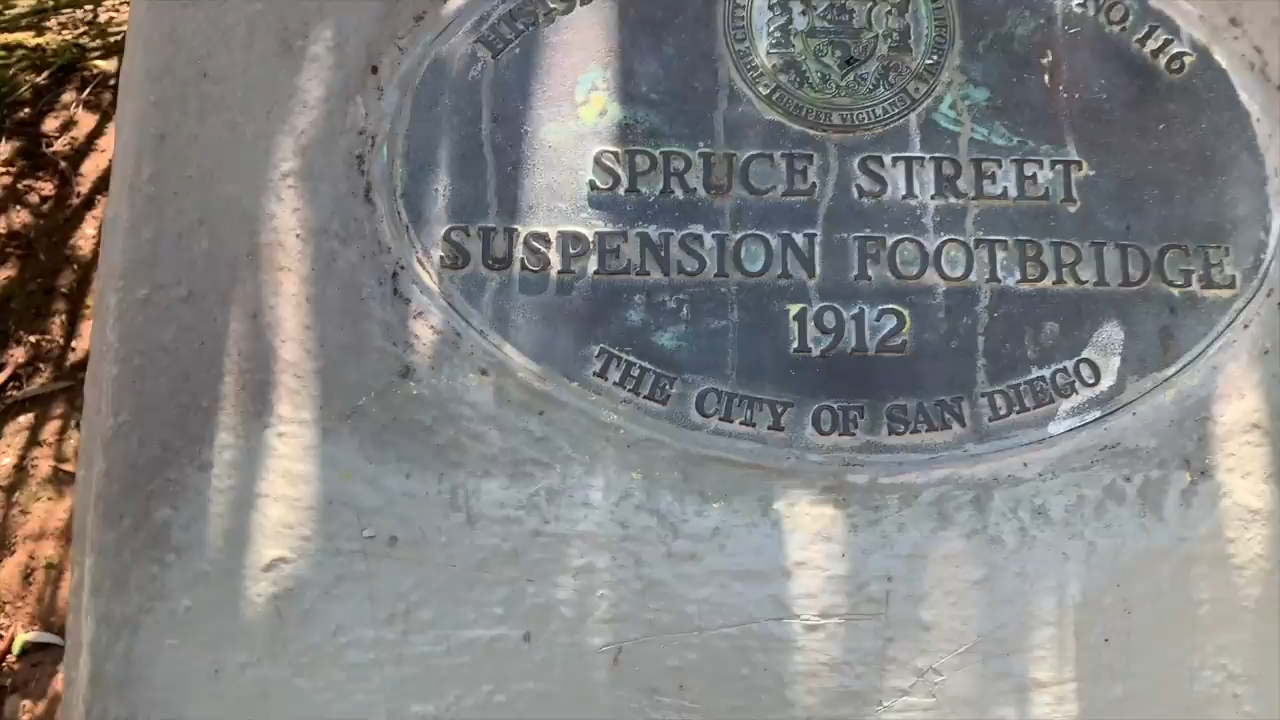 NO. 116
SEMPER VIGILANS
SPRUCE STREET
SUSPENSION FOOTBRIDGE
1912
THE CITY OF SAN DIEGO